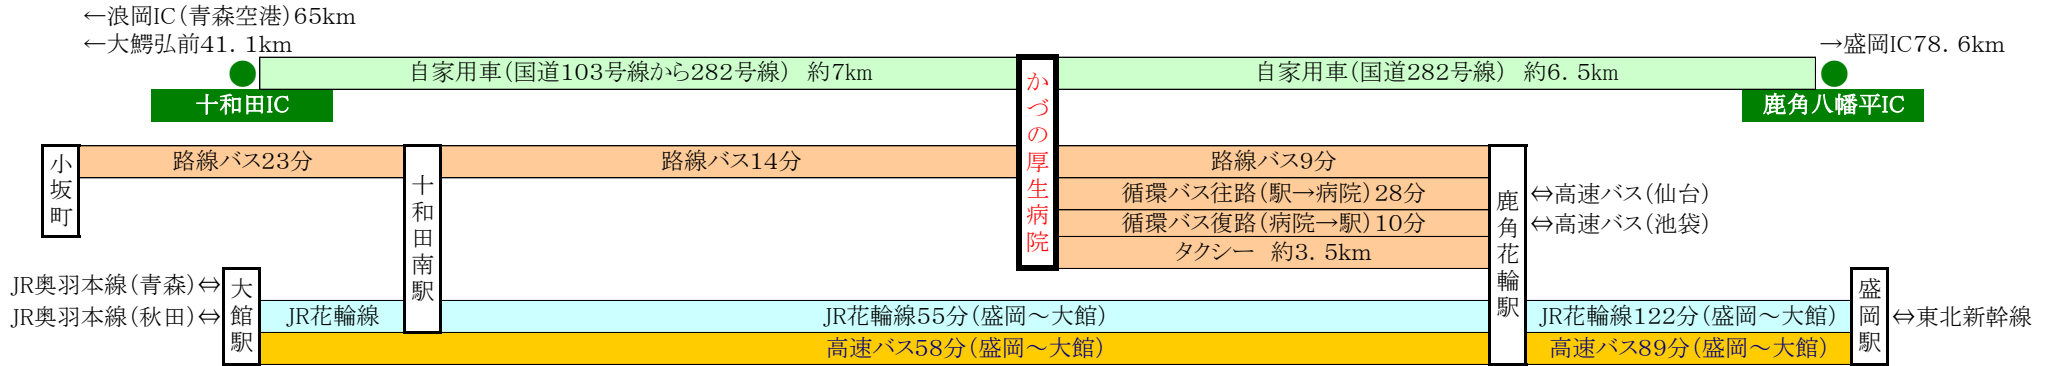 ←浪岡IC（青森空港）65km
←大鰐弘前41．1km
→盛岡IC78．6km
自家用車（国道103号線から282号線）　約7km
自家用車（国道282号線）　約6．5km
十和田IC
鹿角八幡平IC
かづの厚生病院
小坂町
路線バス23分
十和田南駅
路線バス14分
路線バス9分
循環バス往路（駅→病院）28分
循環バス復路（病院→駅）10分
タクシー　約3．5km
鹿角花輪駅
⇔高速バス（仙台）
⇔高速バス（池袋）
JR奥羽本線（青森）⇔
JR奥羽本線（秋田）⇔
大館駅
JR花輪線
JR花輪線55分（盛岡～大館）
JR花輪線122分（盛岡～大館）
高速バス58分（盛岡～大館）
高速バス89分（盛岡～大館）
盛岡駅
⇔東北新幹線